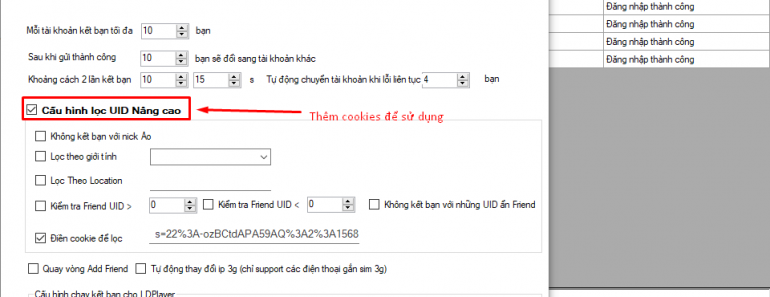 Đăng nhập thành công
Mỗi tài khoản kết bạn tối đa 10 bạn
Đăng nhập thành công
Đăng nhập thành công
Sau khi gửi thành công 10 bạn sẽ đổi sang tài khoản khác
Đăng nhập thành công
Khoảng cách 2 lần kết bạn 10 15 s Tự động chuyển tài khoản khi lỗi liên tục 4 bạn
Cấu hình lọc UID Nâng cao
Thêm cookies để sử dụng
Không kết bạn với nick Ảo
Lọc theo giới tính
Lọc Theo Location
Kiểm tra Friend UID > 0 Kiểm tra Friend UID < 0 Không kết bạn với những UID ẩn Friend
Điền cookie để lọc s=22%3A-ozBCtdAPA59AQ%3A2%3A1568
Quay vòng Add Friend Tự động thay đổi ip 3g (chỉ support các điện thoại gắn sim 3g)
Cấu hình chạy kết bạn cho LDPlayer